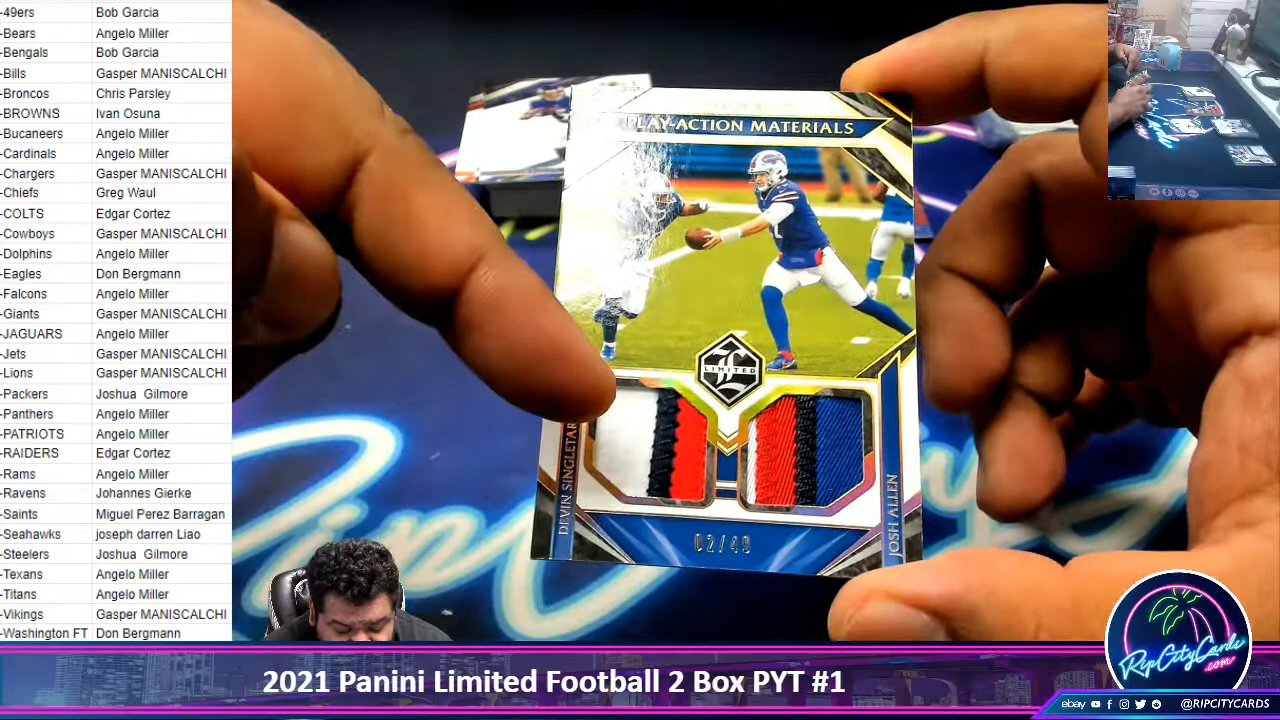 -49ers Bob Garcia
-Bears Angelo Miller
-Bengals Bob Garcia
-Bills Gasper MANISCALCHI
-Broncos Chris Parsley
-BROWNS Ivan Osuna
-Bucaneers Angelo Miller
-Cardinals Angelo Miller
-Chargers Gasper MANISCALCHI
-Chiefs Greg Waul
-COLTS Edgar Cortez
-Cowboys Gasper MANISCALCHI
-Dolphins Angelo Miller
-Eagles Don Bergmann
-Falcons Angelo Miller
-Giants Gasper MANISCALCHI
-JAGUARS Angelo Miller
-Jets Gasper MANISCALCHI
-Lions Gasper MANISCALCHI
-Packers Joshua Gilmore
-Panthers Angelo Miller
-PATRIOTS Angelo Miller
-RAIDERS Edgar Cortez
-Rams Angelo Miller
-Ravens Johannes Gierke
-Saints Miguel Perez Barragan
-Seahawks joseph darren Liao
-Steelers Joshua Gilmore
-Texans Angelo Miller
-Titans Angelo Miller
-Vikings Gasper MANISCALCHI
-Washington FT Don Bergmann
PLAY-ACTION MATERIALS
LIMITED
DEVIN SINGLETAR
JOSH ALLEN
02/49
RipCityCards
.com
2021 Panini Limited Football 2 Box PYT #1
ebay @RIPCITYCARDS